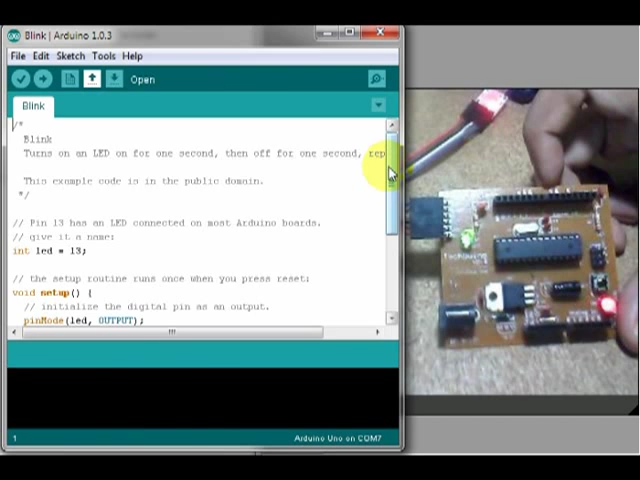 Blink | Arduino 1.0.3
File Edit Sketch Tools Help
Open
Blink
/*
Blink
Turns on an LED on for one second, then off for one second, rep
This example code is in the public domain.
*/
// Pin 13 has an LED connected on most Arduino boards.
// give it a name:
int led = 13;
// the setup routine runs once when you press reset:
void setup() {
// initialize the digital pin as an output.
pinMode(led, OUTPUT);
1
Arduino Uno on COM7